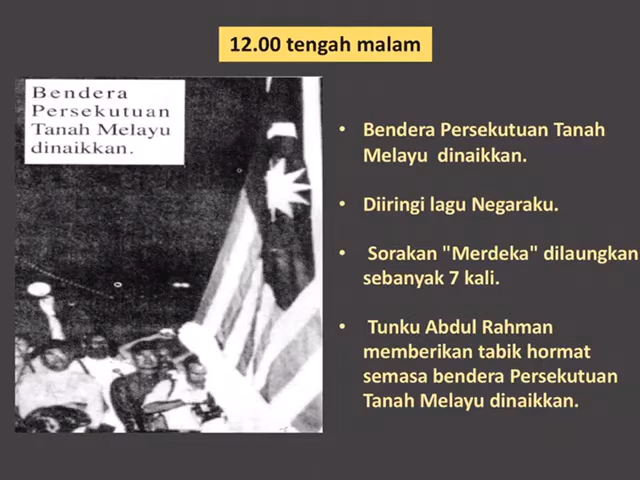 12.00 tengah malam
Bendera
Persekutuan
Tanah Melayu
dinaikkan.
• Bendera Persekutuan Tanah
Melayu dinaikkan.
• Diiringi lagu Negaraku.
• Sorakan "Merdeka" dilaungkan
sebanyak 7 kali.
• Tunku Abdul Rahman
memberikan tabik hormat
semasa bendera Persekutuan
Tanah Melayu dinaikkan.